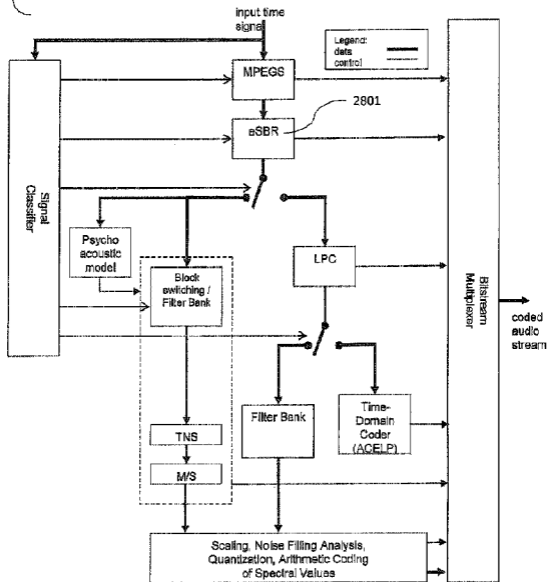 input time
signal
Legend:
data
control
MPEGS
2801
eSBR
Signal
Classifier
Psycho
acoustic
model
LPC
Block
switching /
Filter Bank
Bitstream
Multiplexer
coded
audio
stream
Filter Bank
Time-
Domain
Coder
(ACELP)
TNS
M/S
Scaling, Noise Filling Analysis,
Quantization, Arithmetic Coding
of Spectral Values